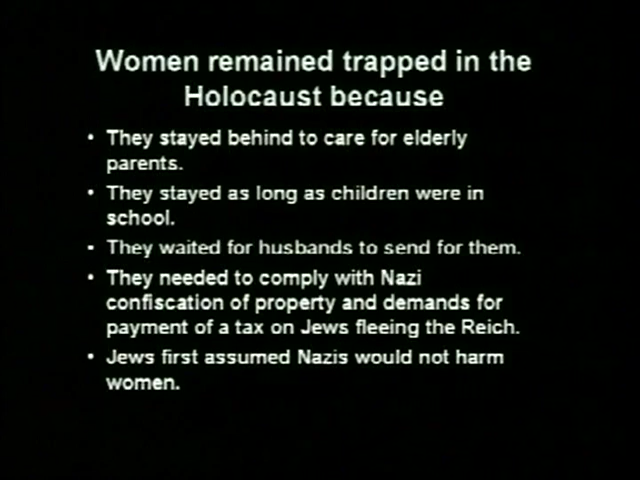 Women remained trapped in the
Holocaust because
• They stayed behind to care for elderly
parents.
• They stayed as long as children were in
school.
• They waited for husbands to send for them.
• They needed to comply with Nazi
confiscation of property and demands for
payment of a tax on Jews fleeing the Reich.
• Jews first assumed Nazis would not harm
women.